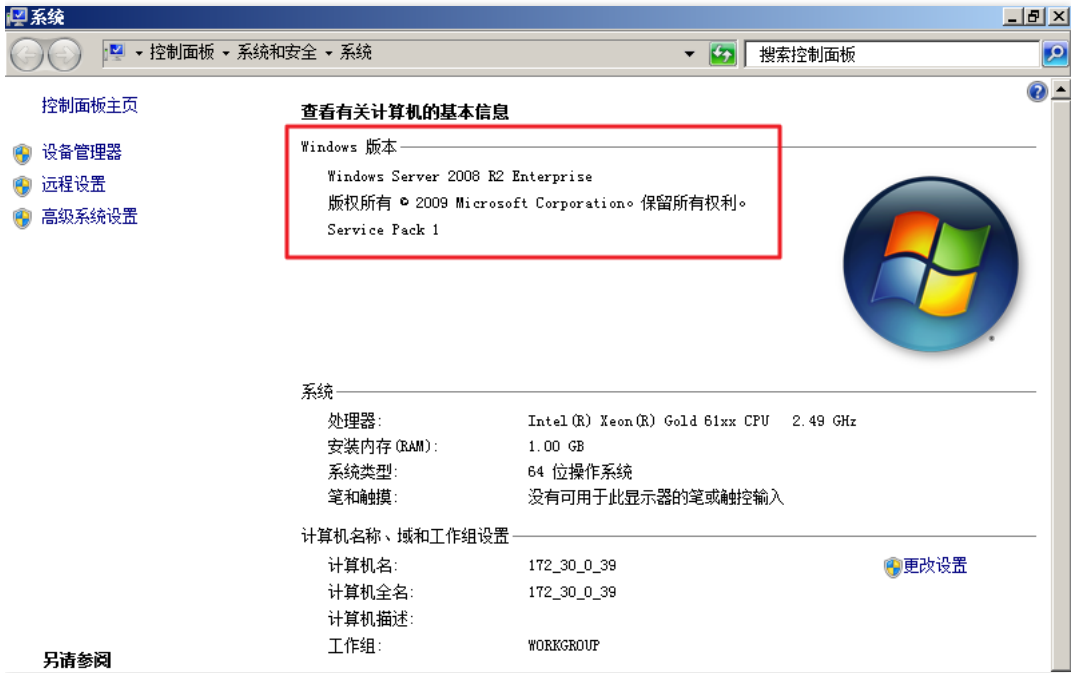 系统
控制面板 系统和安全 系统
搜索控制面板
控制面板主页
设备管理器
远程设置
高级系统设置
另请参阅
查看有关计算机的基本信息
Windows 版本
Windows Server 2008 R2 Enterprise
版权所有 © 2009 Microsoft Corporation。保留所有权利。
Service Pack 1
系统
处理器: Intel(R) Xeon(R) Gold 61xx CPU 2.49 GHz
安装内存(RAM): 1.00 GB
系统类型: 64 位操作系统
笔和触摸: 没有可用于此显示器的笔或触控输入
计算机名称、域和工作组设置
计算机名: 172_30_0_39 更改设置
计算机全名: 172_30_0_39
计算机描述:
工作组: WORKGROUP